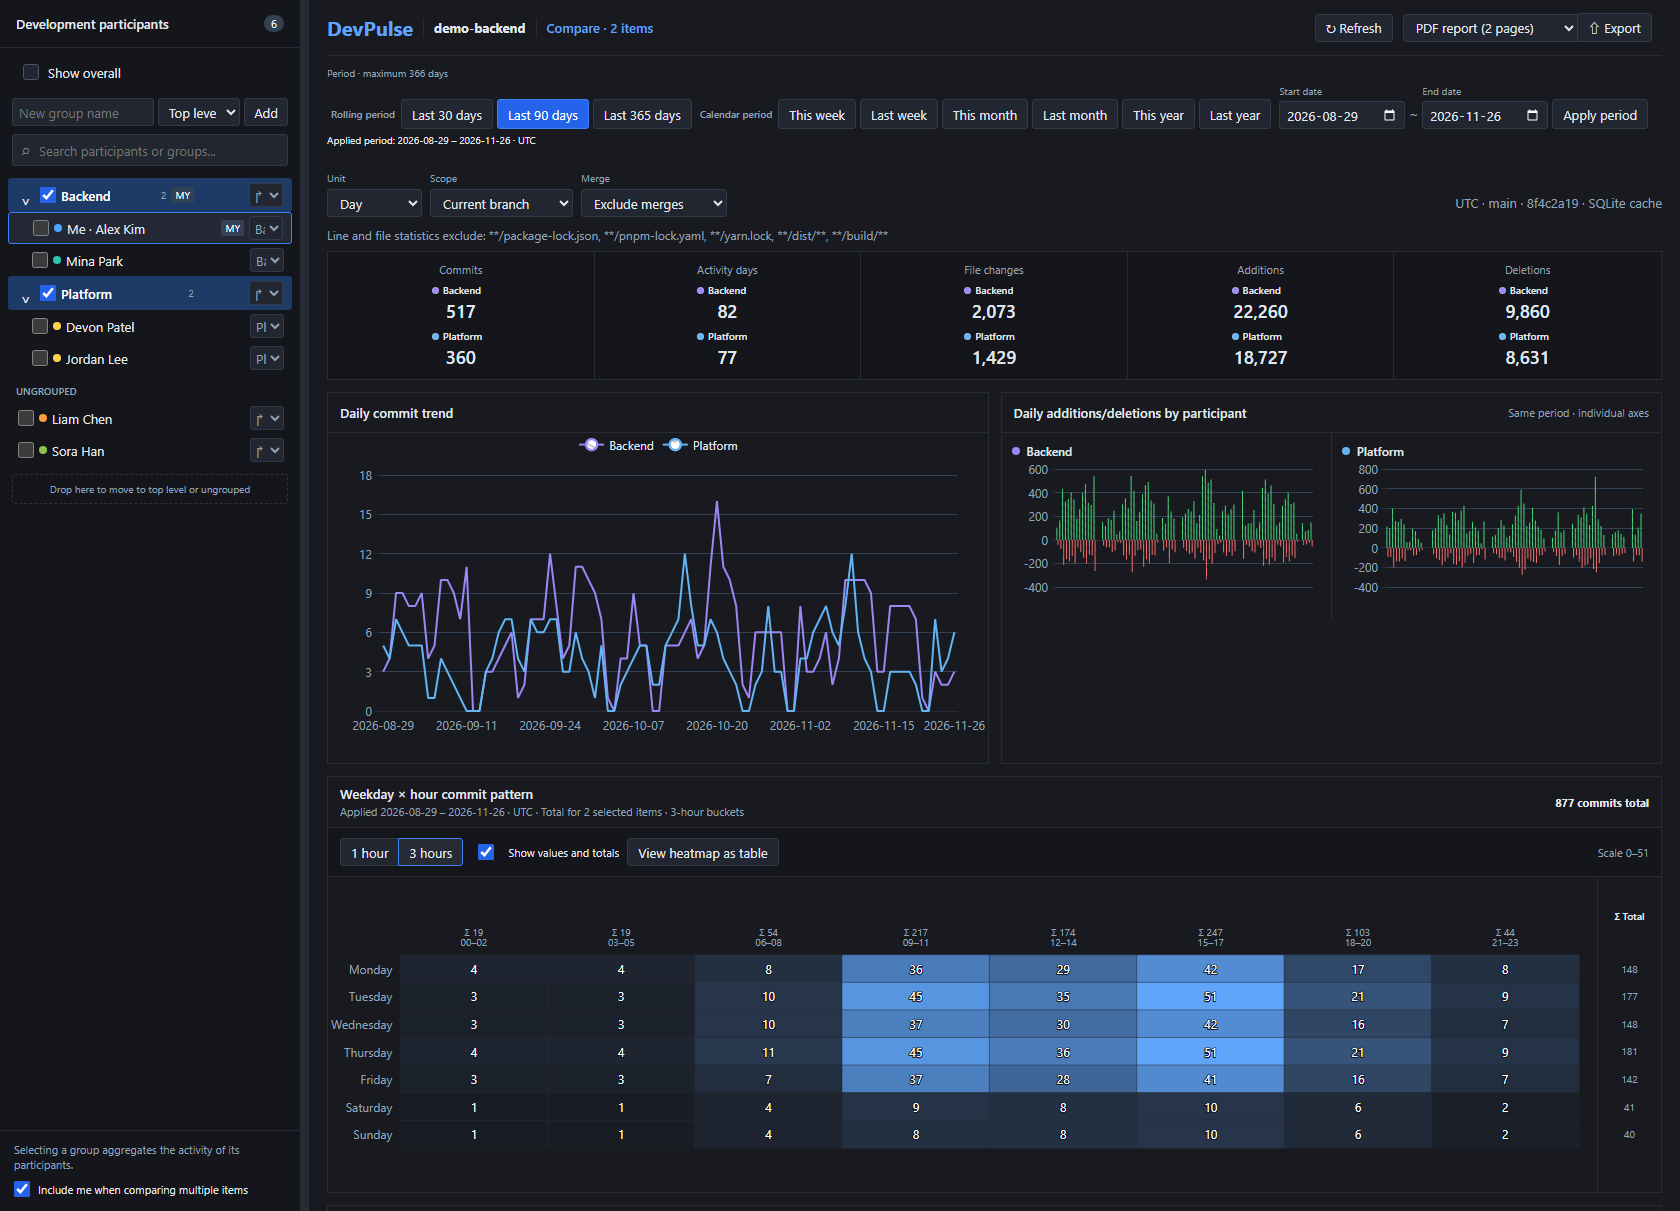 Development participants 6
Show overall
New group name Top leve Add
Search participants or groups...
Backend 2 MY
Me · Alex Kim MY
Mina Park
Platform 2
Devon Patel Pl
Jordan Lee Pl
UNGROUPED
Liam Chen
Sora Han
Drop here to move to top level or ungrouped
Selecting a group aggregates the activity of its
participants.
Include me when comparing multiple items
DevPulse demo-backend Compare · 2 items
↻ Refresh PDF report (2 pages) ⇧ Export
Period · maximum 366 days
Rolling period Last 30 days Last 90 days Last 365 days Calendar period This week Last week This month Last month This year Last year
Start date End date
2026-08-29 ~ 2026-11-26 Apply period
Applied period: 2026-08-29 – 2026-11-26 · UTC
Unit Scope Merge
Day Current branch Exclude merges
UTC · main · 8f4c2a19 · SQLite cache
Line and file statistics exclude: **/package-lock.json, **/pnpm-lock.yaml, **/yarn.lock, **/dist/**, **/build/**
Commits Activity days File changes Additions Deletions
Backend Backend Backend Backend Backend
517 82 2,073 22,260 9,860
Platform Platform Platform Platform Platform
360 77 1,429 18,727 8,631
Daily commit trend
Backend Platform
18
15
12
9
6
3
0
2026-08-29 2026-09-11 2026-09-24 2026-10-07 2026-10-20 2026-11-02 2026-11-15 2026-11-26
Daily additions/deletions by participant Same period · individual axes
Backend
600
400
200
0
-200
-400
Platform
800
600
400
200
0
-200
-400
Weekday × hour commit pattern
Applied 2026-08-29 – 2026-11-26 · UTC · Total for 2 selected items · 3-hour buckets
877 commits total
1 hour 3 hours Show values and totals View heatmap as table Scale 0–51
Σ Total
Σ 19 Σ 19 Σ 54 Σ 217 Σ 174 Σ 247 Σ 103 Σ 44
00–02 03–05 06–08 09–11 12–14 15–17 18–20 21–23
Monday 4 4 8 36 29 42 17 8 148
Tuesday 3 3 10 45 35 51 21 9 177
Wednesday 3 3 10 37 30 42 16 7 148
Thursday 4 4 11 45 36 51 21 9 181
Friday 3 3 7 37 28 41 16 7 142
Saturday 1 1 4 9 8 10 6 2 41
Sunday 1 1 4 8 8 10 6 2 40